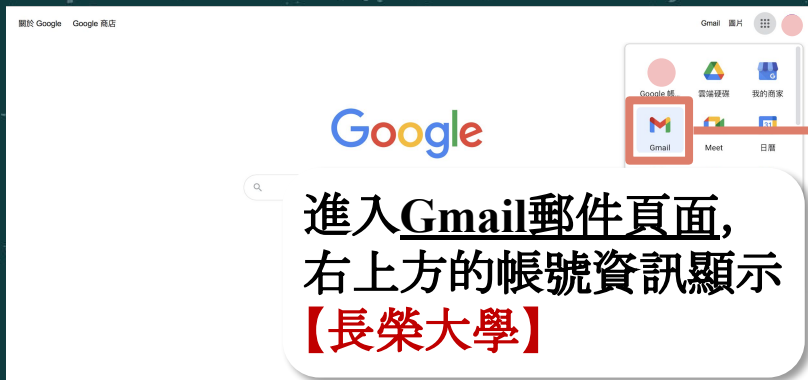 關於 Google Google 商店
Gmail 圖片
Google 帳... 雲端硬碟 我的商家
Gmail Meet 日曆
31
Google
進入Gmail郵件頁面,
右上方的帳號資訊顯示
【長榮大學】